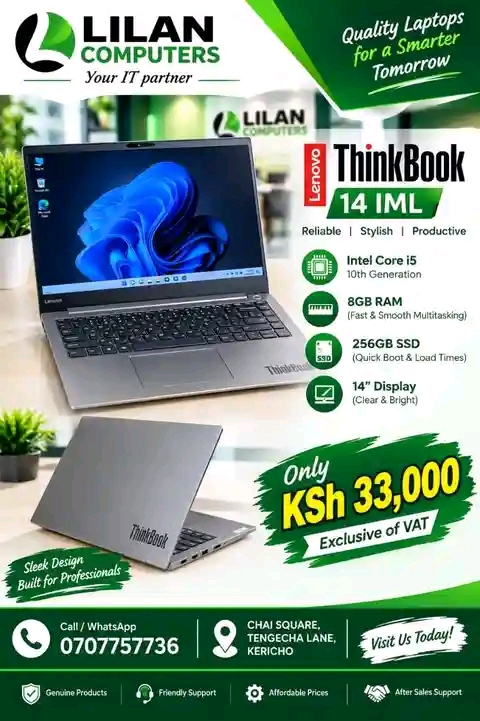 LILAN
COMPUTERS
Your IT partner
Quality Laptops
for a Smarter
Tomorrow
LILAN
COMPUTERS
Lenovo
ThinkBook
14 IML
Reliable | Stylish | Productive
Intel Core i5
10th Generation
8GB RAM
(Fast & Smooth Multitasking)
256GB SSD
(Quick Boot & Load Times)
SSD
14" Display
(Clear & Bright)
Lenovo
ThinkBook
ThinkBook
Only
KSh 33,000
Exclusive of VAT
Sleek Design
Built for Professionals
Call / WhatsApp
0707757736
CHAI SQUARE,
TENGECHA LANE,
KERICHO
Visit Us Today!
Genuine Products
Friendly Support
Affordable Prices
After Sales Support